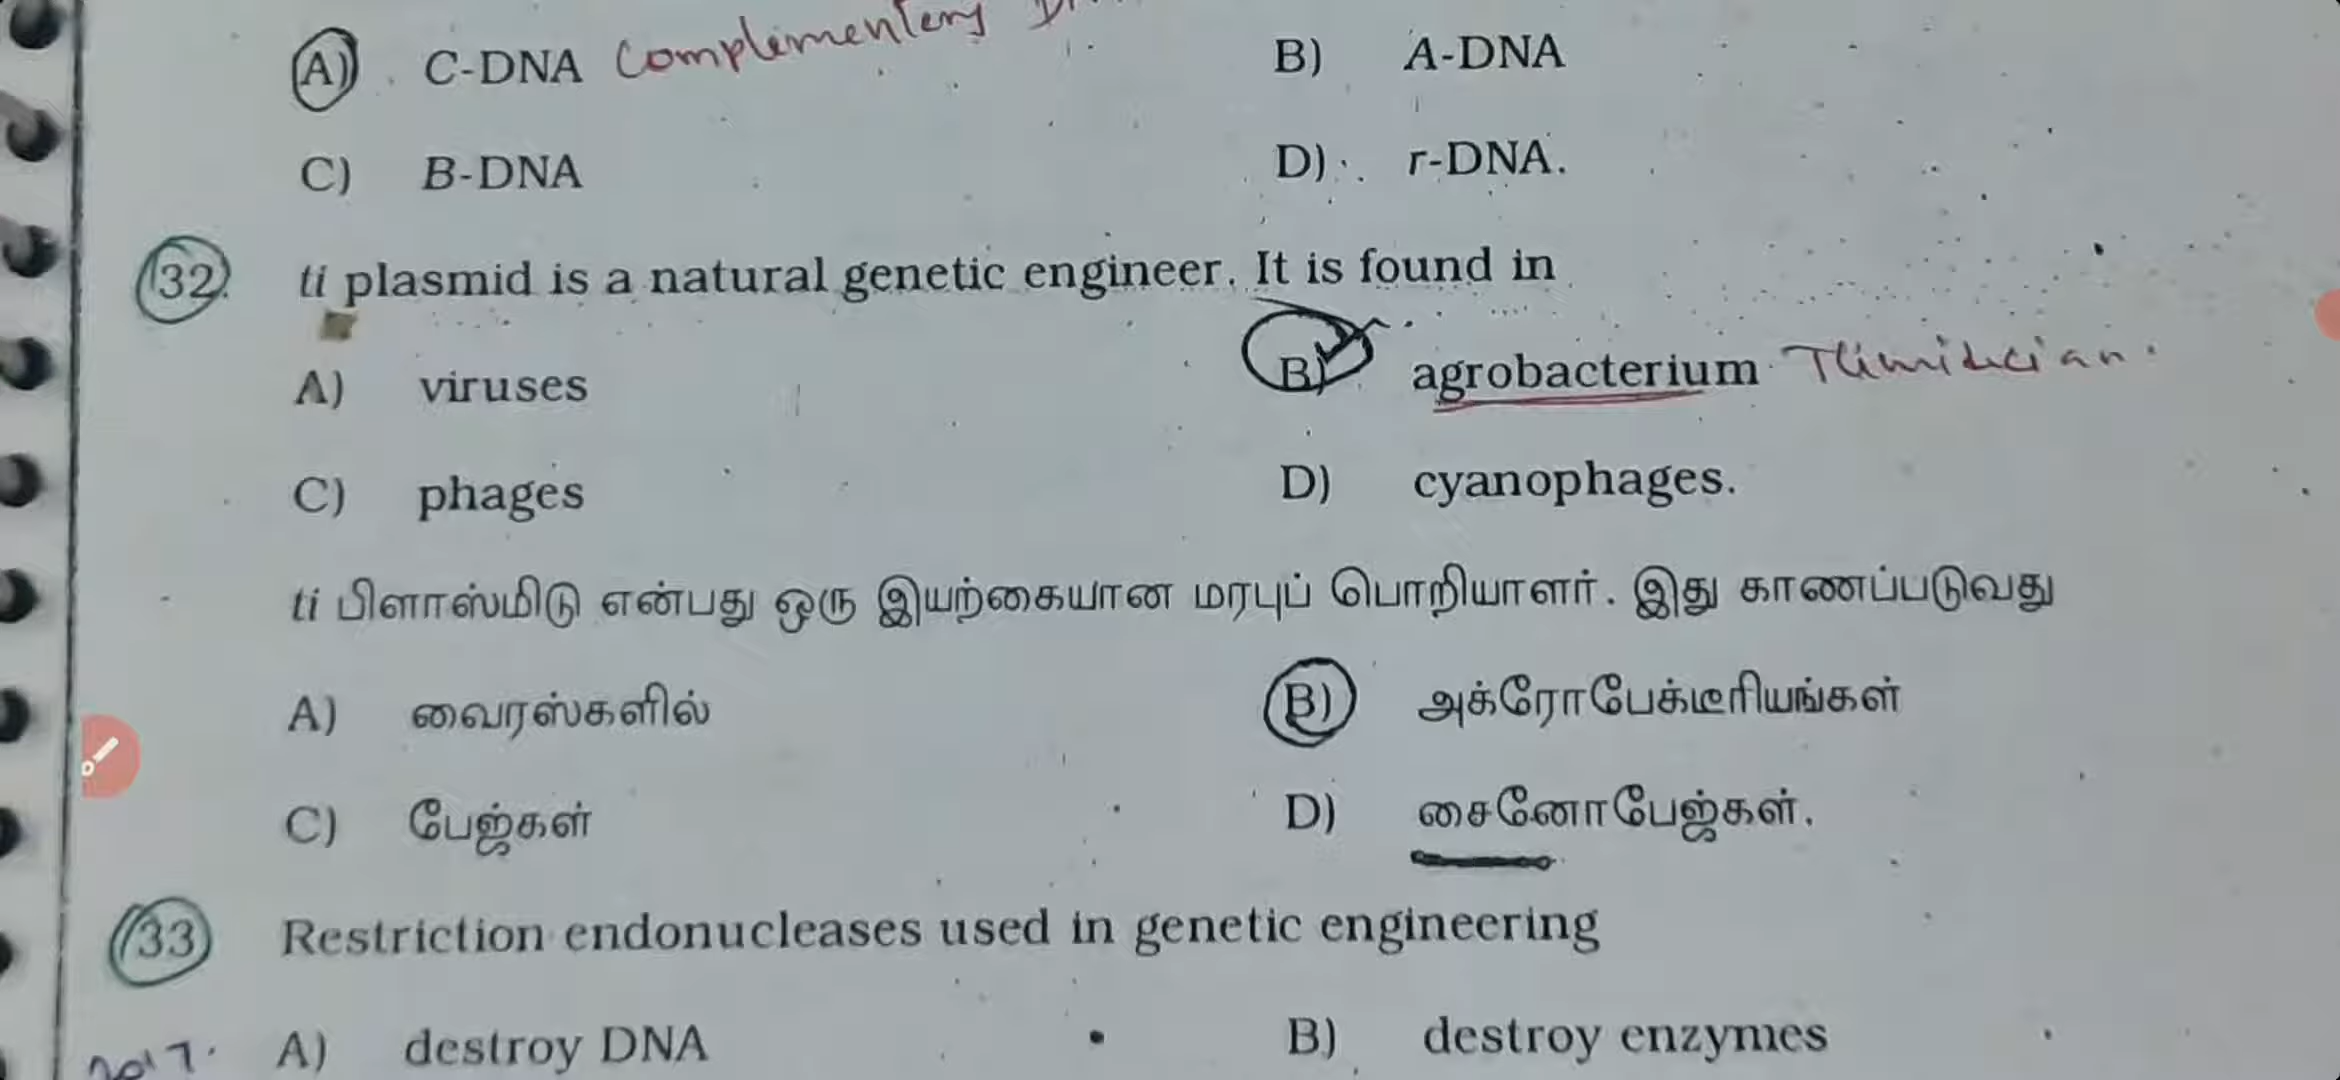 A) C-DNA Complementery B) A-DNA
C) B-DNA D) r-DNA.
32. ti plasmid is a natural genetic engineer. It is found in
A) viruses B) agrobacterium
C) phages D) cyanophages.
ti பிளாஸ்மிடு என்பது ஒரு இயற்கையான மரபுப் பொறியாளர். இது காணப்படுவது
A) வைரஸ்களில் B) அக்ரோபேக்டீரியங்கள்
C) பேஜ்கள் D) சைனோபேஜ்கள்.
33 Restriction endonucleases used in genetic engineering
2017. A) destroy DNA B) destroy enzymes